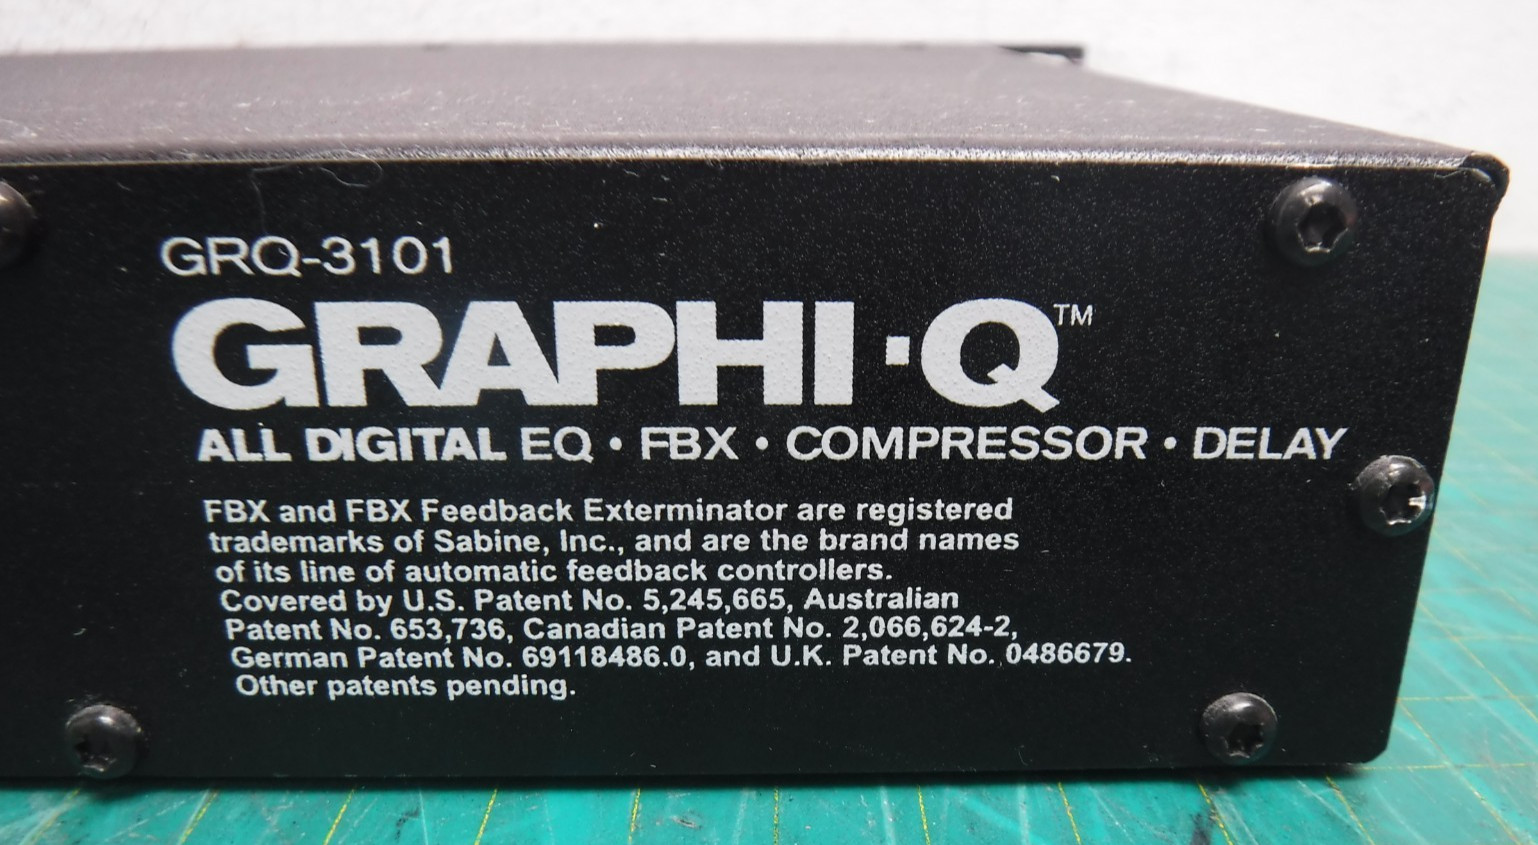 GRQ-3101
GRAPHI·Q™
ALL DIGITAL EQ • FBX • COMPRESSOR • DELAY
FBX and FBX Feedback Exterminator are registered
trademarks of Sabine, Inc., and are the brand names
of its line of automatic feedback controllers.
Covered by U.S. Patent No. 5,245,665, Australian
Patent No. 653,736, Canadian Patent No. 2,066,624-2,
German Patent No. 69118486.0, and U.K. Patent No. 0486679.
Other patents pending.